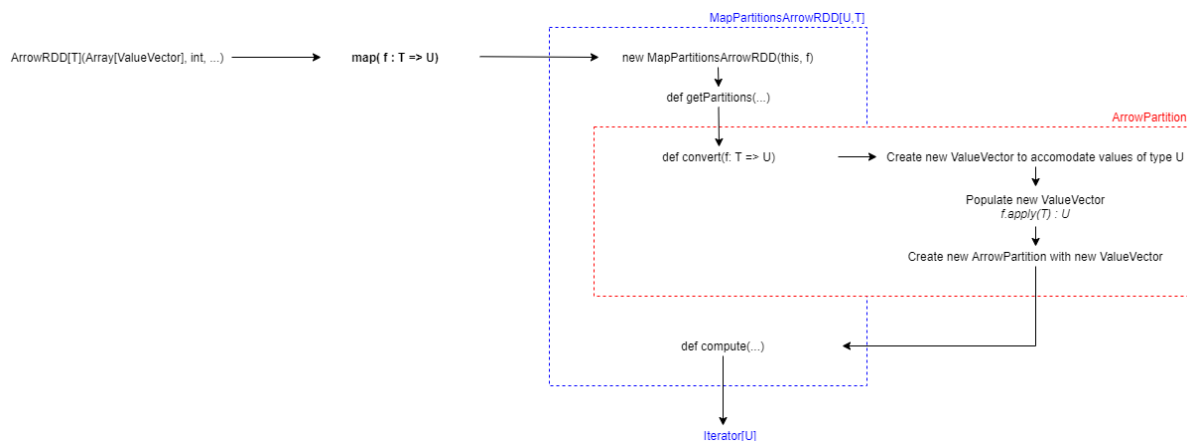 MapPartitionsArrowRDD[U,T]
ArrowRDD[T](Array[ValueVector], int, ...)
map( f : T => U)
new MapPartitionsArrowRDD(this, f)
def getPartitions(...)
ArrowPartition
def convert(f: T => U)
Create new ValueVector to accomodate values of type U
Populate new ValueVector
f.apply(T) : U
Create new ArrowPartition with new ValueVector
def compute(...)
Iterator[U]